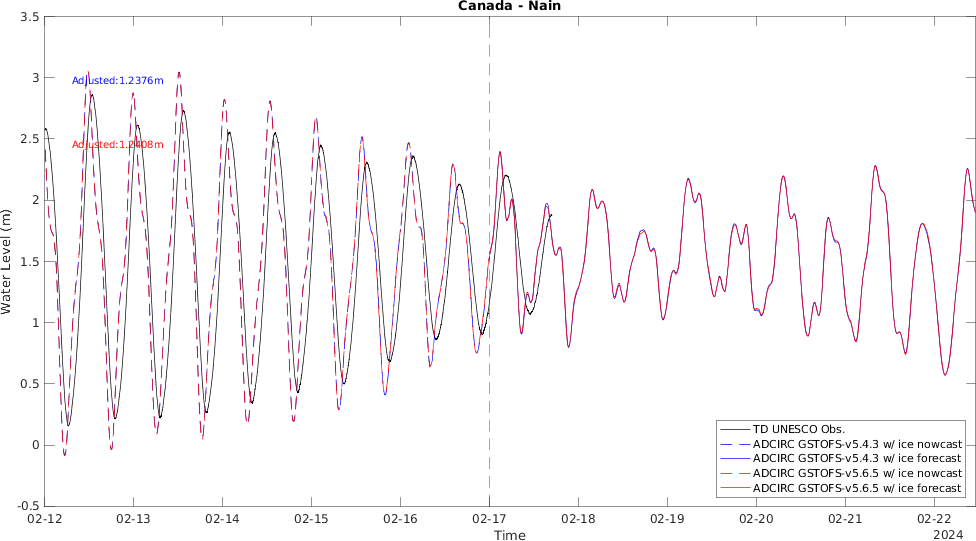 Canada - Nain
3.5
3
2.5
2
1.5
1
0.5
0
-0.5
Water Level (m)
Adjusted:1.2376m
Adjusted:1.2408m
TD UNESCO Obs.
ADCIRC GSTOFS-v5.4.3 w/ ice nowcast
ADCIRC GSTOFS-v5.4.3 w/ ice forecast
ADCIRC GSTOFS-v5.6.5 w/ ice nowcast
ADCIRC GSTOFS-v5.6.5 w/ ice forecast
02-12 02-13 02-14 02-15 02-16 02-17 02-18 02-19 02-20 02-21 02-22
Time 2024